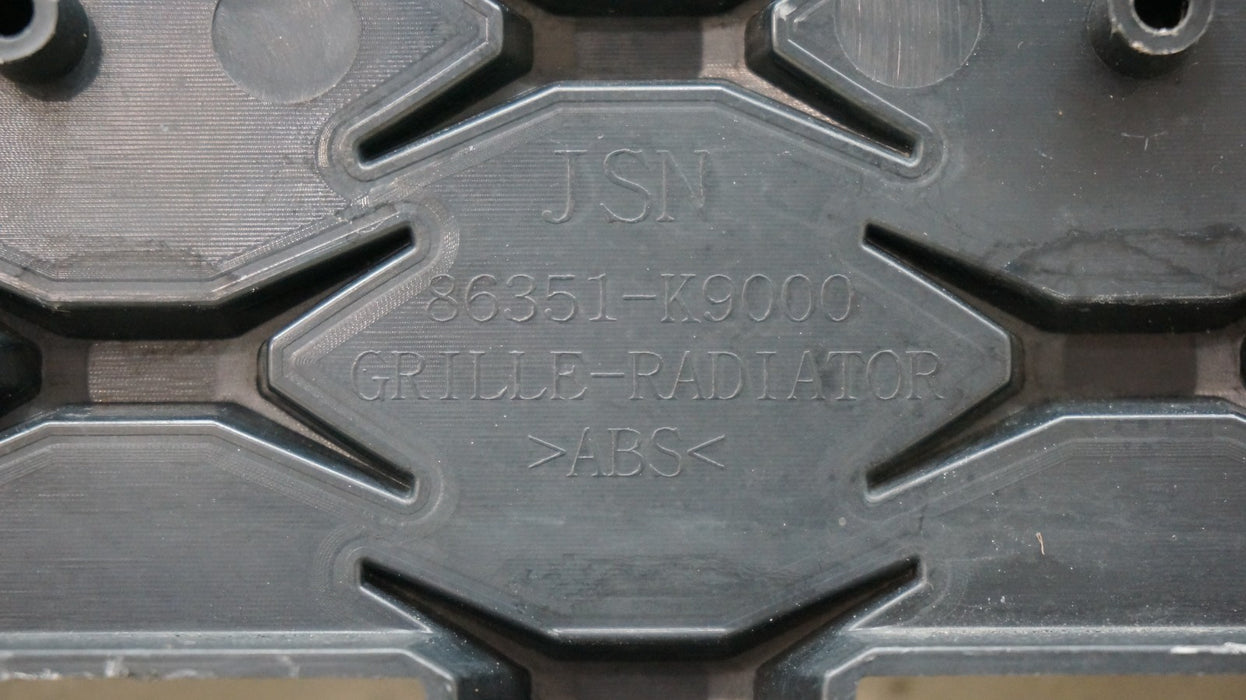 JSN
86351-K9000
GRILLE-RADIATOR
>ABS<